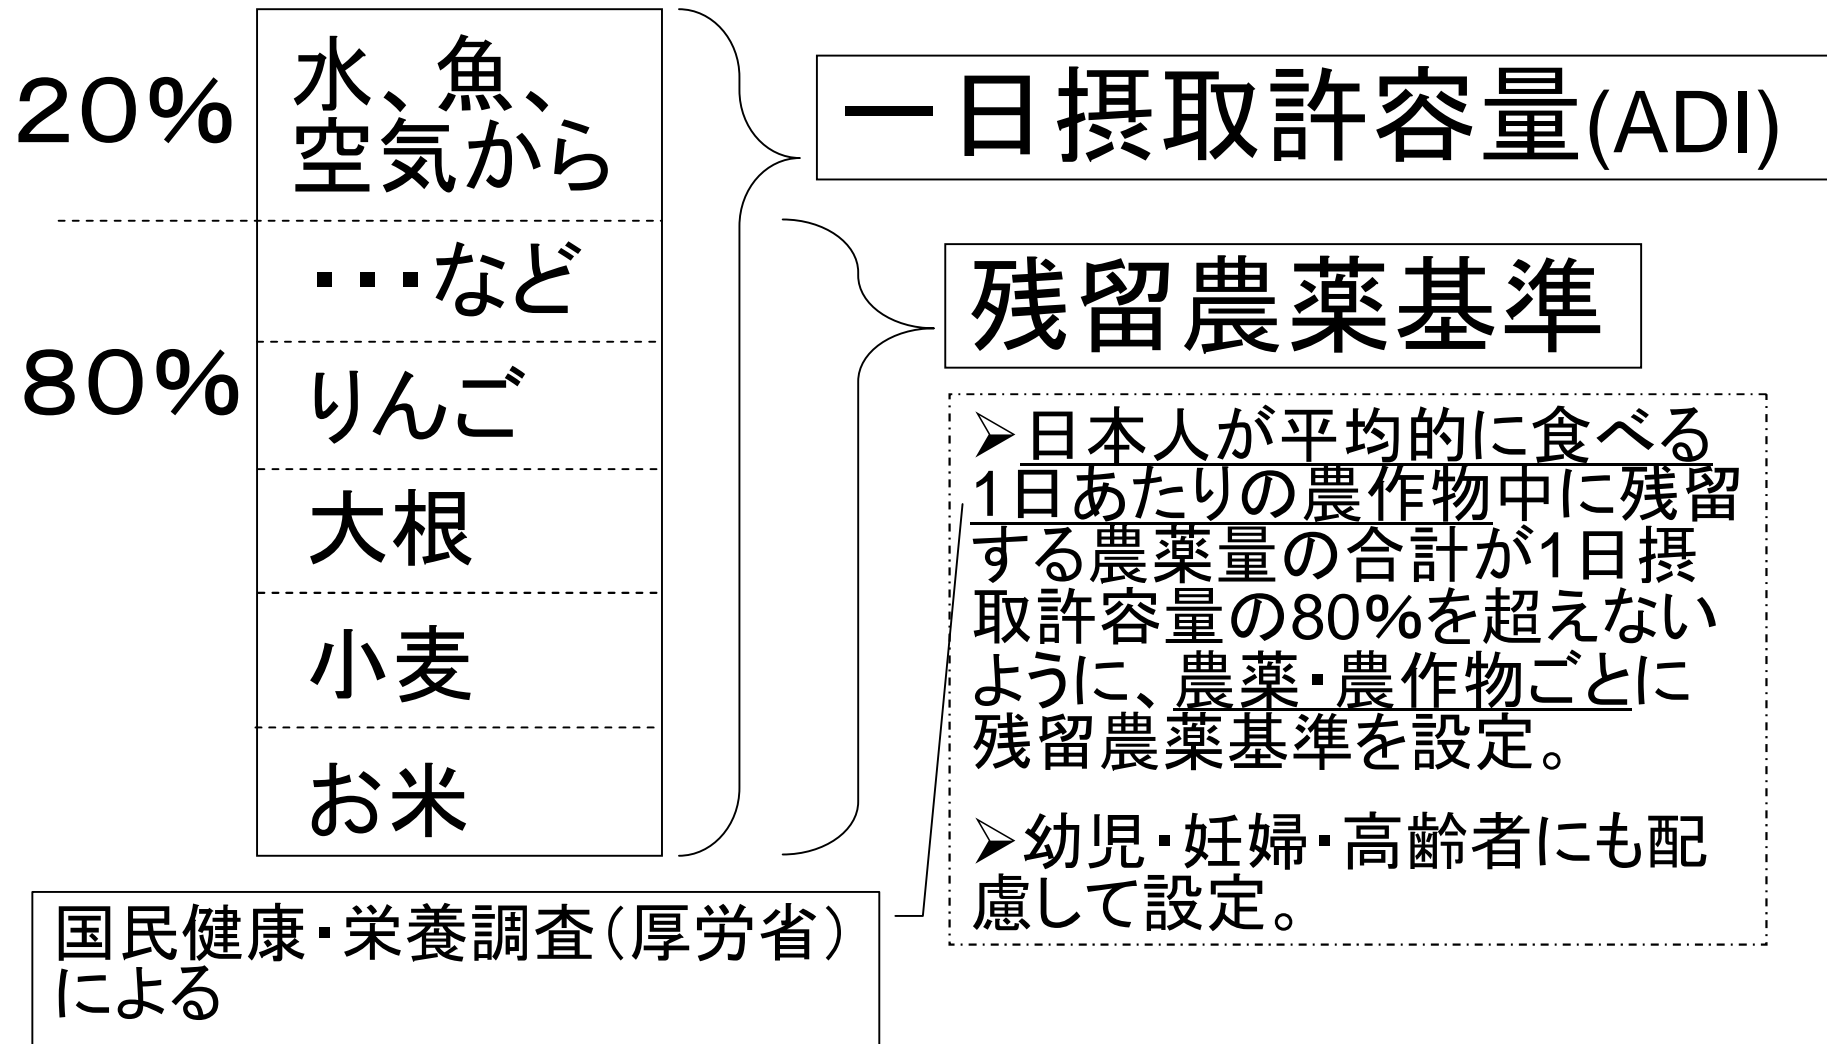 20%
水、魚、
空気から
80%
・・・など
りんご
大根
小麦
お米
一日摂取許容量(ADI)
残留農薬基準
➢日本人が平均的に食べる
1日あたりの農作物中に残留
する農薬量の合計が1日摂
取許容量の80%を超えない
ように、農薬・農作物ごとに
残留農薬基準を設定。
➢幼児・妊婦・高齢者にも配
慮して設定。
国民健康・栄養調査(厚労省)
による